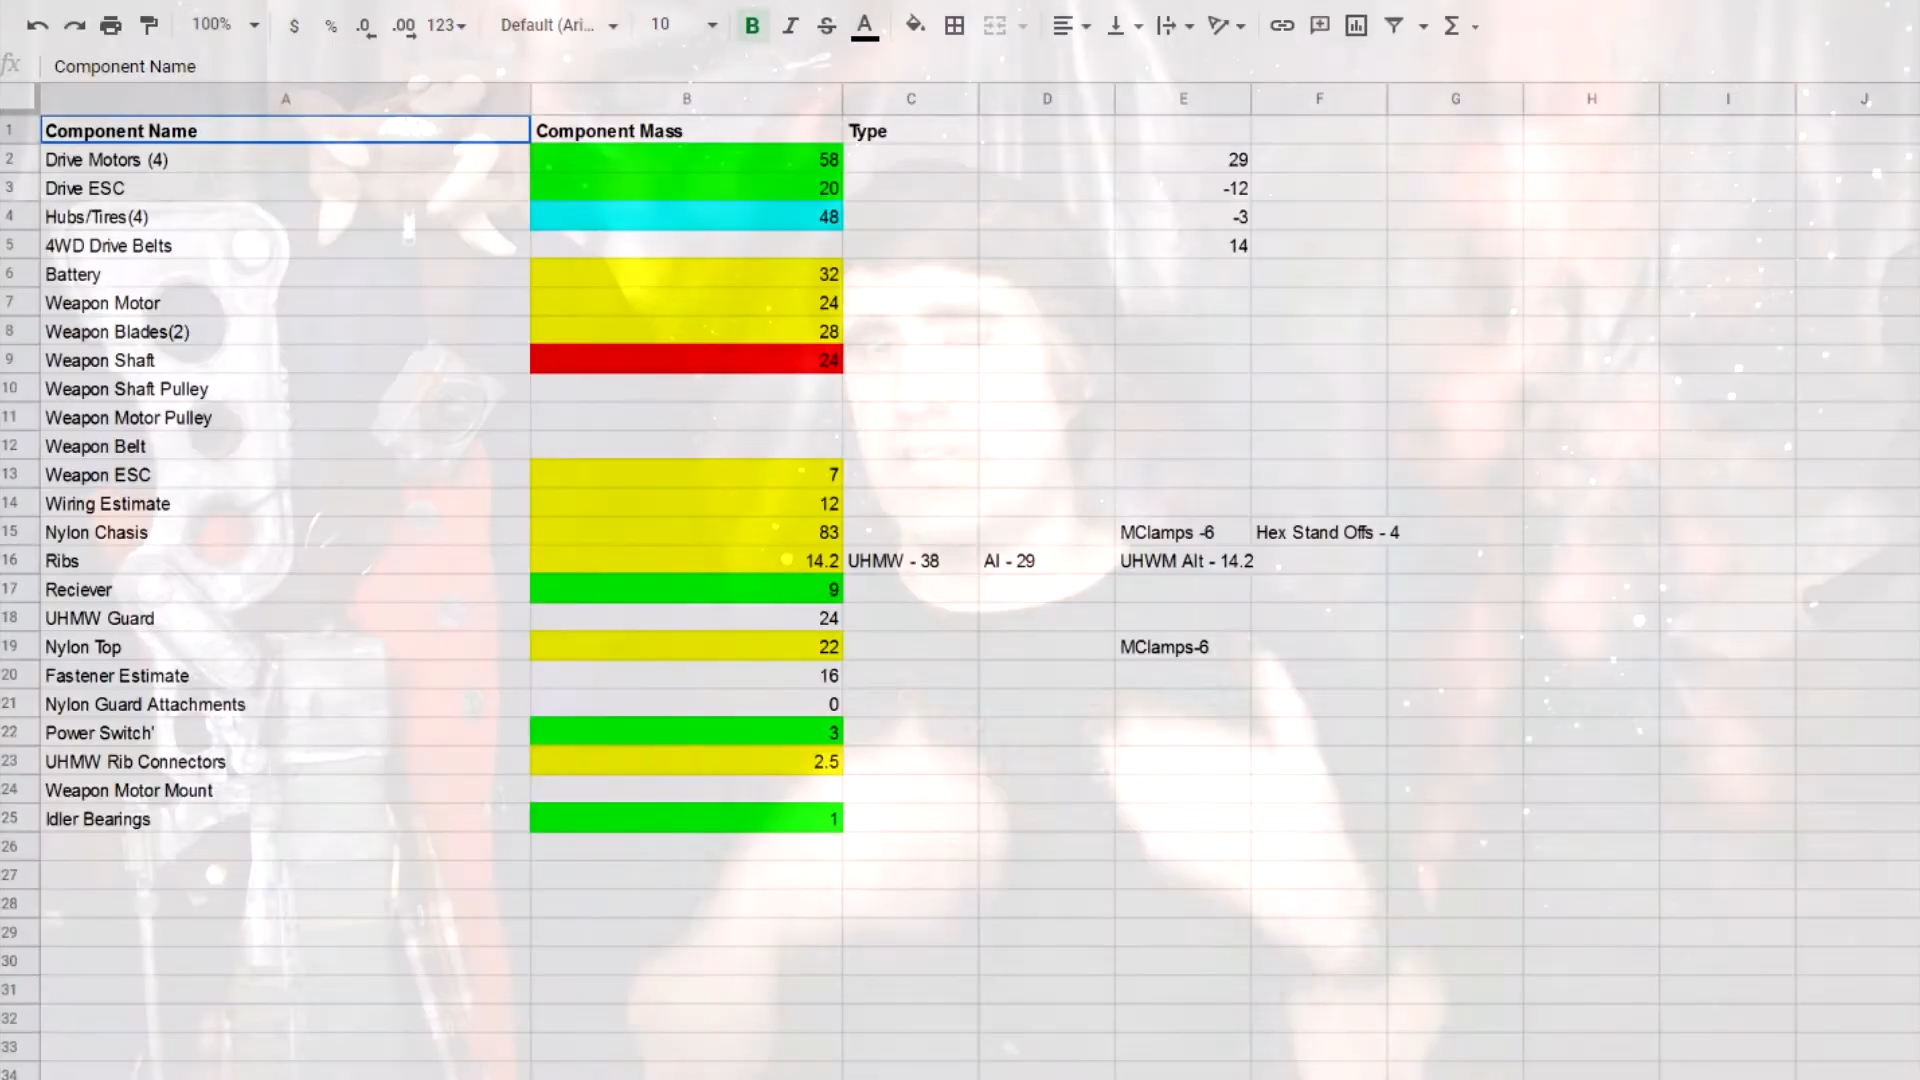 100% $ % .0 .00 123 Default (Ari... 10 B I S A Σ
fx Component Name
A B C D E F G H I J
1 Component Name Component Mass Type
2 Drive Motors (4) 58 29
3 Drive ESC 20 -12
4 Hubs/Tires(4) 48 -3
5 4WD Drive Belts 14
6 Battery 32
7 Weapon Motor 24
8 Weapon Blades(2) 28
9 Weapon Shaft 24
10 Weapon Shaft Pulley
11 Weapon Motor Pulley
12 Weapon Belt
13 Weapon ESC 7
14 Wiring Estimate 12
15 Nylon Chasis 83 MClamps -6 Hex Stand Offs - 4
16 Ribs 14.2 UHMW - 38 Al - 29 UHWM Alt - 14.2
17 Reciever 9
18 UHMW Guard 24
19 Nylon Top 22 MClamps-6
20 Fastener Estimate 16
21 Nylon Guard Attachments 0
22 Power Switch' 3
23 UHMW Rib Connectors 2.5
24 Weapon Motor Mount
25 Idler Bearings 1
26
27
28
29
30
31
32
33
34